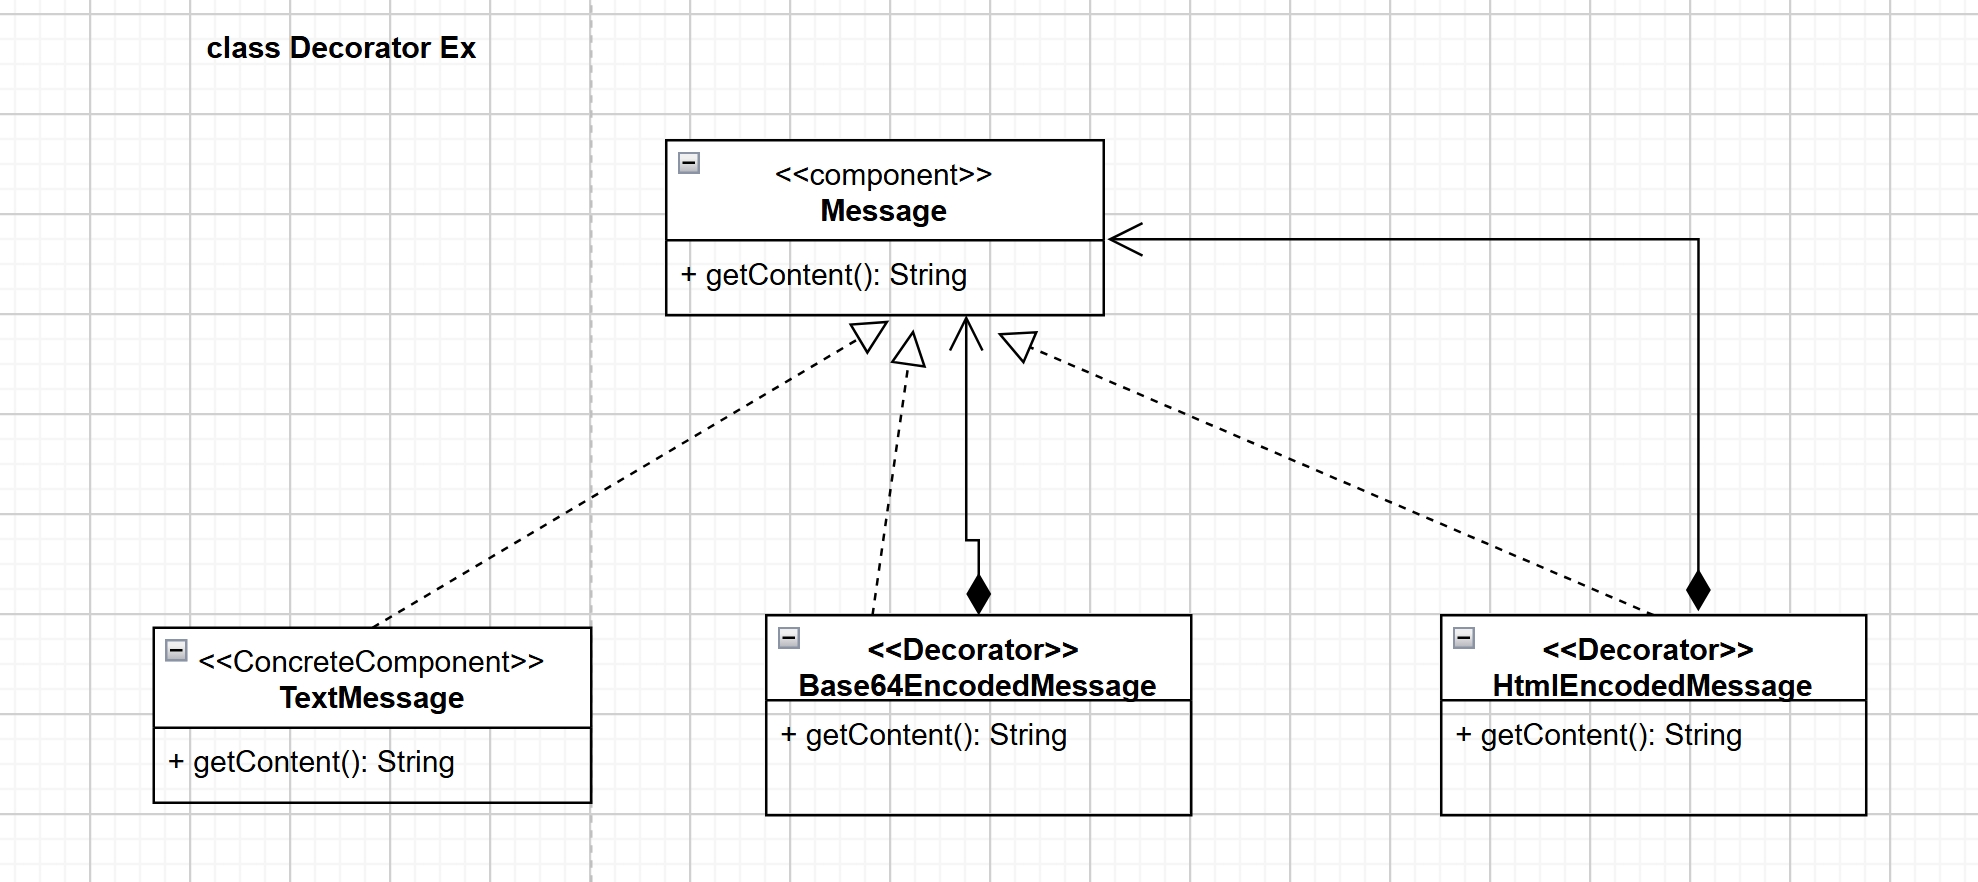 class Decorator Ex
<<component>>
Message
+ getContent(): String
<<ConcreteComponent>>
TextMessage
+ getContent(): String
<<Decorator>>
Base64EncodedMessage
+ getContent(): String
<<Decorator>>
HtmlEncodedMessage
+ getContent(): String